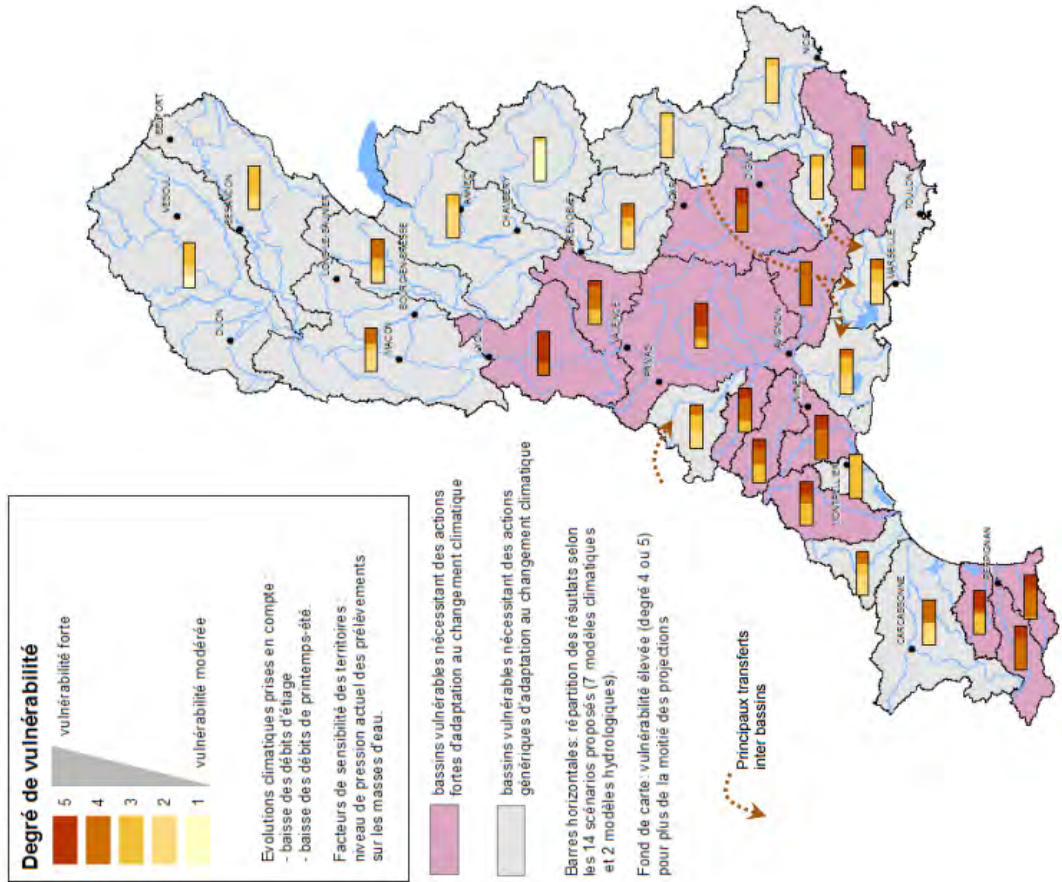 Degré de vulnérabilité
5
4
3
2
1
vulnérabilité forte
vulnérabilité modérée
Evolutions climatiques prises en compte :
- baisse des débits d'étiage
- baisse des débits de printemps-été.
Facteurs de sensibilité des territoires :
niveau de pression actuel des prélèvements
sur les masses d'eau.
bassins vulnérables nécessitant des actions
fortes d'adaptation au changement climatique
bassins vulnérables nécessitant des actions
génériques d'adaptation au changement climatique
Barres horizontales: répartition des résultats selon
les 14 scénarios proposés (7 modèles climatiques
et 2 modèles hydrologiques).
Fond de carte : vulnérabilité élevée (degré 4 ou 5)
pour plus de la moitié des projections
Principaux transferts
inter bassins
BELFORT
VESOUL
DIJON
BESANCON
MACON
BOURG-EN-BRESSE
CHAMBERY
VALENCE
PRIVAS
DIGNE
AVIGNON
NICE
MARSEILLE
TOULON
CARCASSONNE